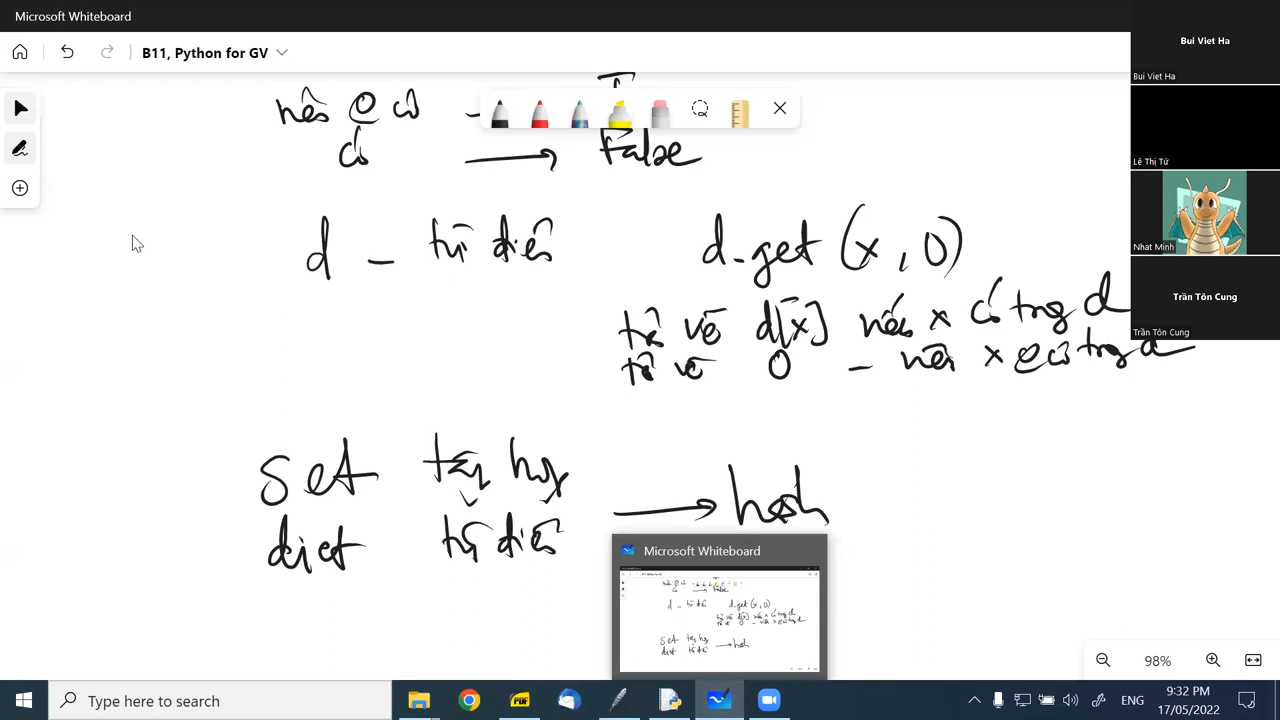 Microsoft Whiteboard
B11, Python for GV
Bui Viet Ha
Bui Viet Ha
Lê Thị Tứ
Nhat Minh
Trần Tôn Cung
Trần Tôn Cung
có
False
d - từ điển
d.get (x, 0)
trả về d[x] nếu x có trong d
trả về 0 - nếu x có trong d
set tập hợp
hash
dict từ điển
Microsoft Whiteboard
98%
Type here to search
PDF
ENG
9:32 PM
17/05/2022